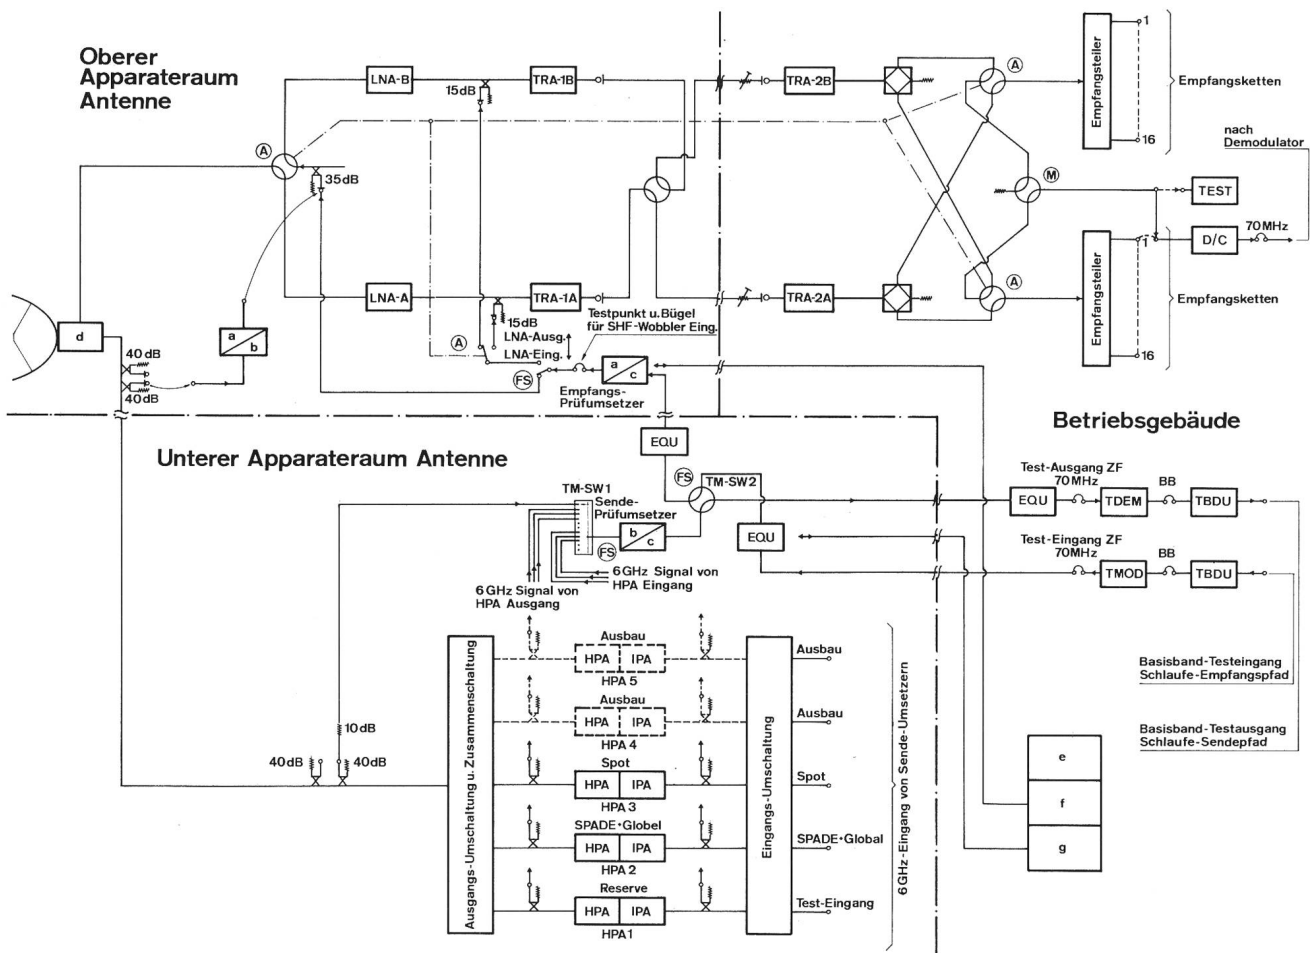 Oberer
Apparateraum
Antenne
LNA-B
15dB
TRA-1B
TRA-2B
A
Empfangsteiler
1
16
Empfangsketten
nach
Demodulator
A
35dB
M
TEST
D/C
70MHz
LNA-A
TRA-1A
TRA-2A
A
Empfangsteiler
1
16
Empfangsketten
15dB
Testpunkt u. Bügel
für SHF-Wobbler Eing.
LNA-Ausg.
LNA-Eing.
A
FS
d
a
b
40dB
40dB
a
c
Empfangs-
Prüfumsetzer
EQU
Betriebsgebäude
Unterer Apparateraum Antenne
FS
TM-SW2
TM-SW1
Sende-
Prüfumsetzer
FS
b
c
EQU
Test-Ausgang ZF
70MHz
BB
EQU
TDEM
TBDU
Test-Eingang ZF
70MHz
BB
TMOD
TBDU
6GHz Signal von
HPA Eingang
6GHz Signal von
HPA Ausgang
Ausgangs-Umschaltung u. Zusammenschaltung
Eingangs-Umschaltung
6GHz-Eingang von Sende-Umsetzern
Ausbau
HPA
IPA
HPA 5
Ausbau
Ausbau
HPA
IPA
HPA 4
Ausbau
Spot
HPA
IPA
HPA 3
Spot
SPADE•Globel
HPA
IPA
HPA 2
SPADE•Global
Reserve
HPA
IPA
HPA1
Test-Eingang
10dB
40dB
40dB
Basisband-Testeingang
Schlaufe-Empfangspfad
Basisband-Testausgang
Schlaufe-Sendepfad
e
f
g